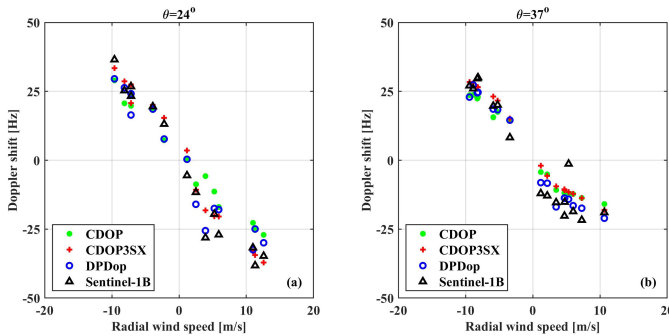 θ=24°
Doppler shift [Hz]
50
25
0
-25
-50
CDOP
CDOP3SX
DPDop
Sentinel-1B
(a)
-20
-10
0
10
20
Radial wind speed [m/s]
θ=37°
Doppler shift [Hz]
50
25
0
-25
-50
CDOP
CDOP3SX
DPDop
Sentinel-1B
(b)
-20
-10
0
10
20
Radial wind speed [m/s]